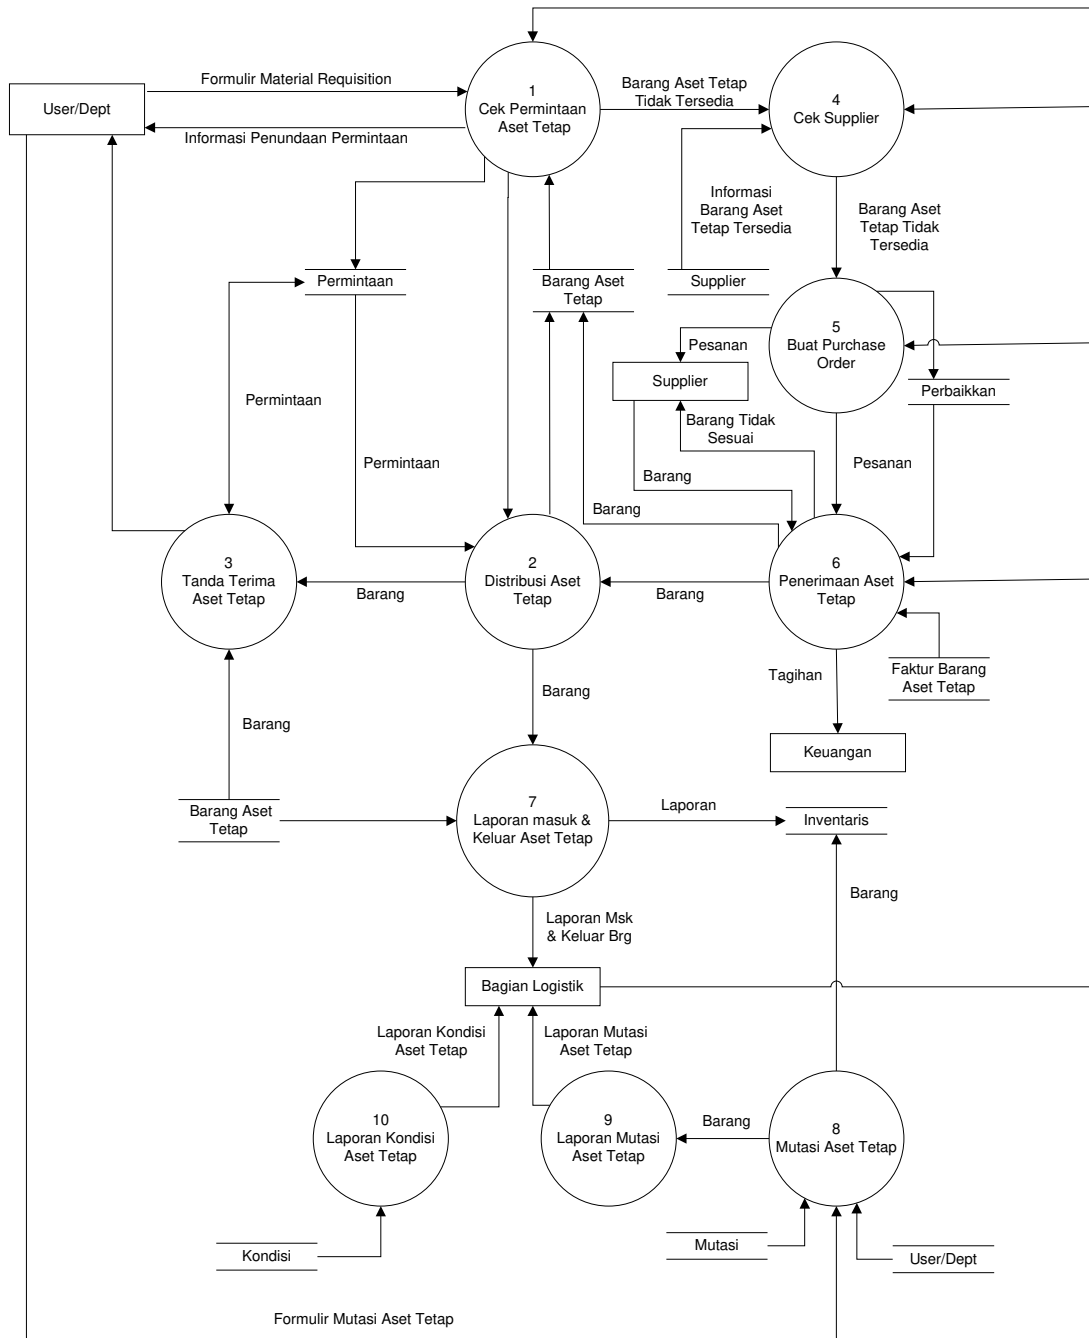 Formulir Material Requisition
User/Dept
Informasi Penundaan Permintaan
1
Cek Permintaan
Aset Tetap
Barang Aset Tetap
Tidak Tersedia
4
Cek Supplier
Informasi
Barang Aset
Tetap Tersedia
Barang Aset
Tetap Tidak
Tersedia
Permintaan
Barang Aset
Tetap
Supplier
5
Buat Purchase
Order
Pesanan
Supplier
Perbaikkan
Permintaan
Barang Tidak
Sesuai
Permintaan
Barang
Pesanan
Barang
3
Tanda Terima
Aset Tetap
Barang
2
Distribusi Aset
Tetap
Barang
6
Penerimaan Aset
Tetap
Tagihan
Faktur Barang
Aset Tetap
Barang
Barang
Keuangan
Barang Aset
Tetap
7
Laporan masuk &
Keluar Aset Tetap
Laporan
Inventaris
Barang
Laporan Msk
& Keluar Brg
Bagian Logistik
Laporan Kondisi
Aset Tetap
Laporan Mutasi
Aset Tetap
10
Laporan Kondisi
Aset Tetap
9
Laporan Mutasi
Aset Tetap
Barang
8
Mutasi Aset Tetap
Kondisi
Mutasi
User/Dept
Formulir Mutasi Aset Tetap